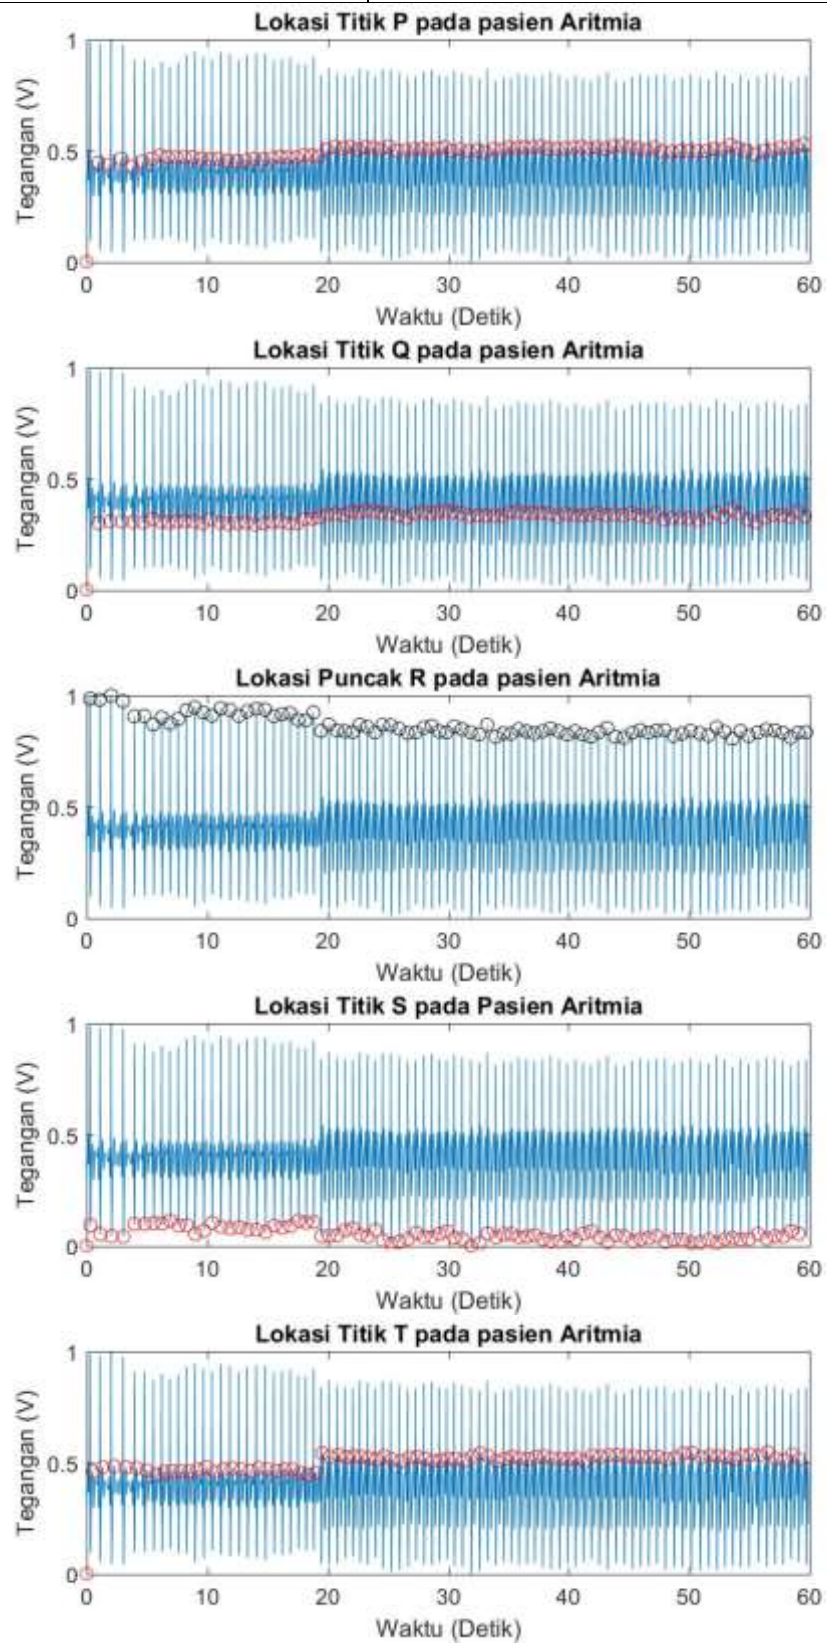 Lokasi Titik P pada pasien Aritmia
Tegangan (V)
1
0.5
0
0 10 20 30 40 50 60
Waktu (Detik)
Lokasi Titik Q pada pasien Aritmia
Tegangan (V)
1
0.5
0
0 10 20 30 40 50 60
Waktu (Detik)
Lokasi Puncak R pada pasien Aritmia
Tegangan (V)
1
0.5
0
0 10 20 30 40 50 60
Waktu (Detik)
Lokasi Titik S pada Pasien Aritmia
Tegangan (V)
1
0.5
0
0 10 20 30 40 50 60
Waktu (Detik)
Lokasi Titik T pada pasien Aritmia
Tegangan (V)
1
0.5
0
0 10 20 30 40 50 60
Waktu (Detik)